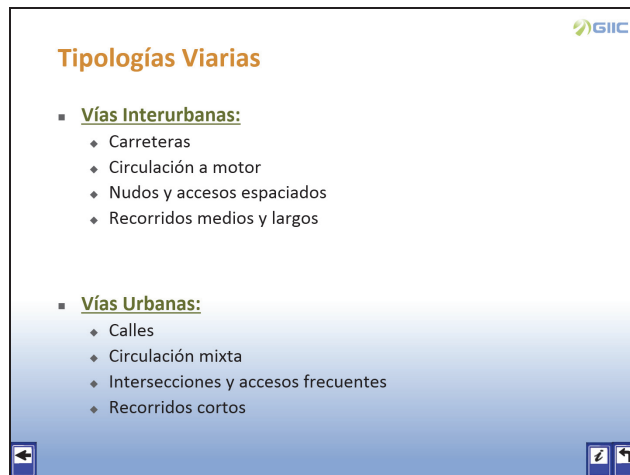 GIIC
Tipologías Viarias
Vías Interurbanas:
Carreteras
Circulación a motor
Nudos y accesos espaciados
Recorridos medios y largos
Vías Urbanas:
Calles
Circulación mixta
Intersecciones y accesos frecuentes
Recorridos cortos
i